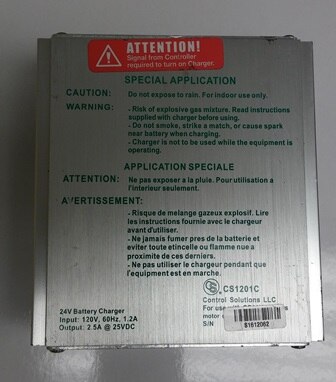 ATTENTION!
Signal from Controller
required to turn on Charger.
SPECIAL APPLICATION
CAUTION: Do not expose to rain. For indoor use only.
WARNING: - Risk of explosive gas mixture. Read instructions
supplied with charger before using.
- Do not smoke, strike a match, or cause spark
near battery when charging.
- Charger is not to be used while the equipment is
operating.
APPLICATION SPECIALE
ATTENTION: Ne pas exposer a la pluie. Pour utilisation a
l'interieur seulement.
AVERTISSEMENT:
- Risque de melange gazeux explosif. Lire
les instructions fournie avec le chargeur
avant d'utiliser.
- Ne jamais fumer pres de la batterie et
eviter toute etincelle ou flamme nue a
proximite de ces derniers.
- Ne pas utiliser le chargeur pendant que
l'equipment est en marche.
CS CS1201C
Control Solutions LLC
24V Battery Charger
Input: 120V, 60Hz, 1.2A
Output: 2.5A @ 25VDC
For use with
motor
S/N S1612062